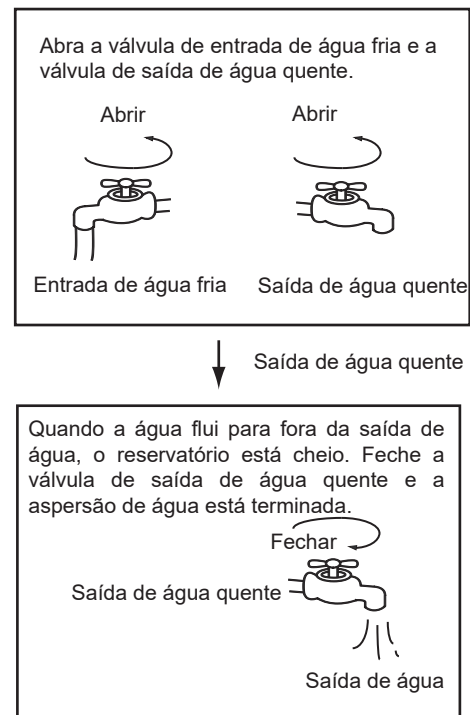 Abra a válvula de entrada de água fria e a
válvula de saída de água quente.
Abrir Abrir
Entrada de água fria Saída de água quente
Saída de água quente
Quando a água flui para fora da saída de
água, o reservatório está cheio. Feche a
válvula de saída de água quente e a
aspersão de água está terminada.
Fechar
Saída de água quente
Saída de água